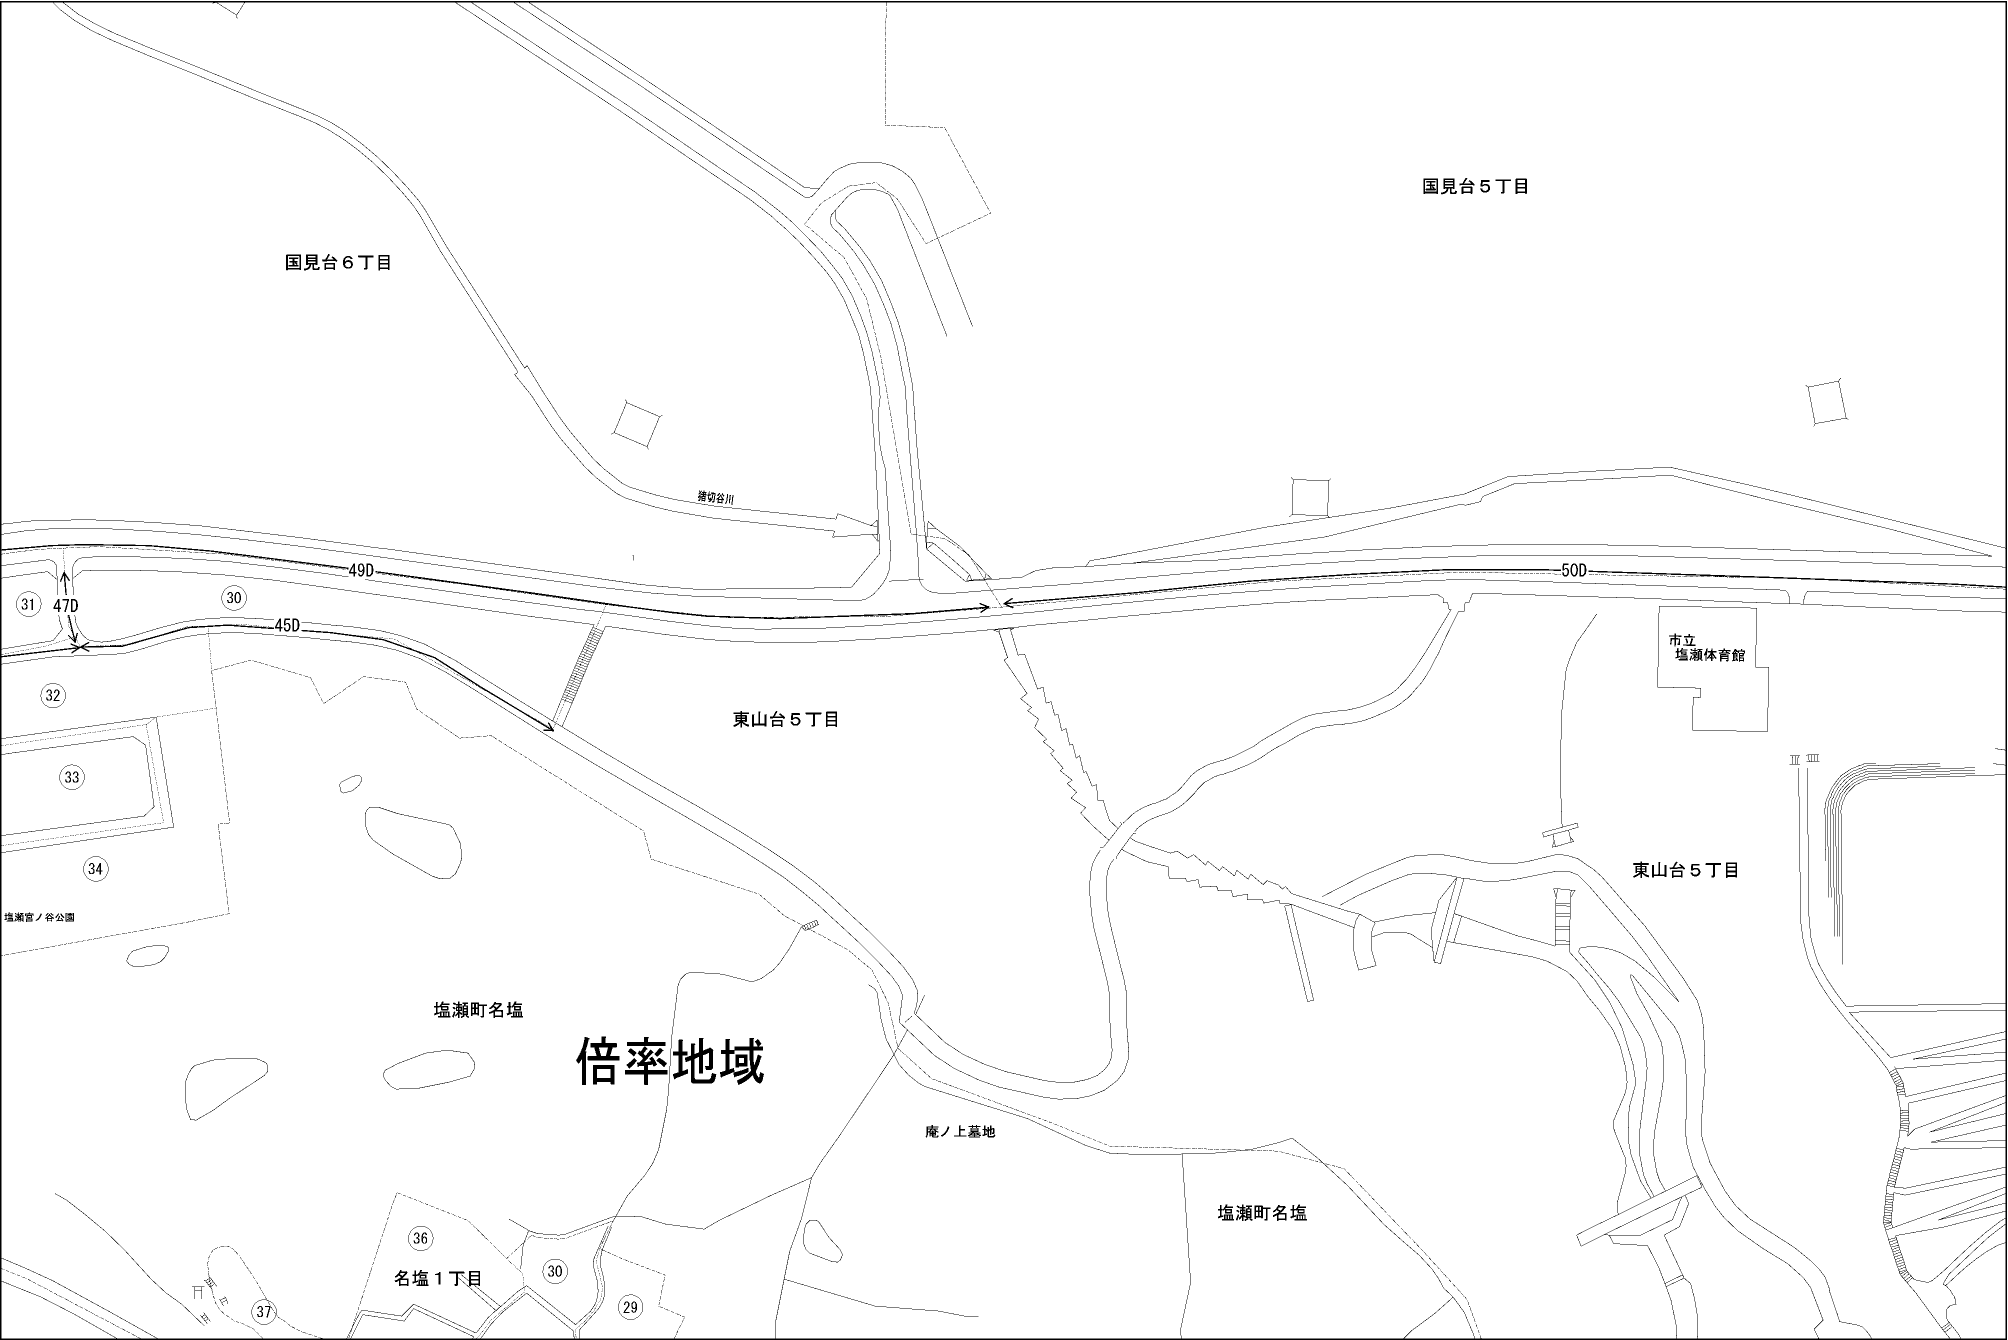 国見台５丁目
国見台６丁目
猪切谷川
49D
50D
31
47D
30
45D
市立
塩瀬体育館
32
東山台５丁目
33
34
東山台５丁目
塩瀬宮ノ谷公園
塩瀬町名塩
倍率地域
庵ノ上墓地
塩瀬町名塩
36
30
名塩１丁目
37
29